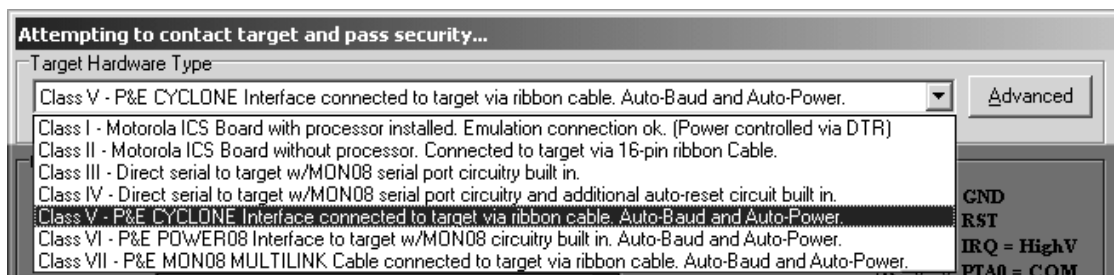 Attempting to contact target and pass security...
Target Hardware Type
Class V - P&E CYCLONE Interface connected to target via ribbon cable. Auto-Baud and Auto-Power.
Advanced
Class I - Motorola ICS Board with processor installed. Emulation connection ok. (Power controlled via DTR)
Class II - Motorola ICS Board without processor. Connected to target via 16-pin ribbon Cable.
Class III - Direct serial to target w/MON08 serial port circuitry built in.
Class IV - Direct serial to target w/MON08 serial port circuitry and additional auto-reset circuit built in.
Class V - P&E CYCLONE Interface connected to target via ribbon cable. Auto-Baud and Auto-Power.
Class VI - P&E POWER08 Interface to target w/MON08 circuitry built in. Auto-Baud and Auto-Power.
Class VII - P&E MON08 MULTILINK Cable connected to target via ribbon cable. Auto-Baud and Auto-Power.
GND
RST
IRQ = HighV
PTA0 = COM